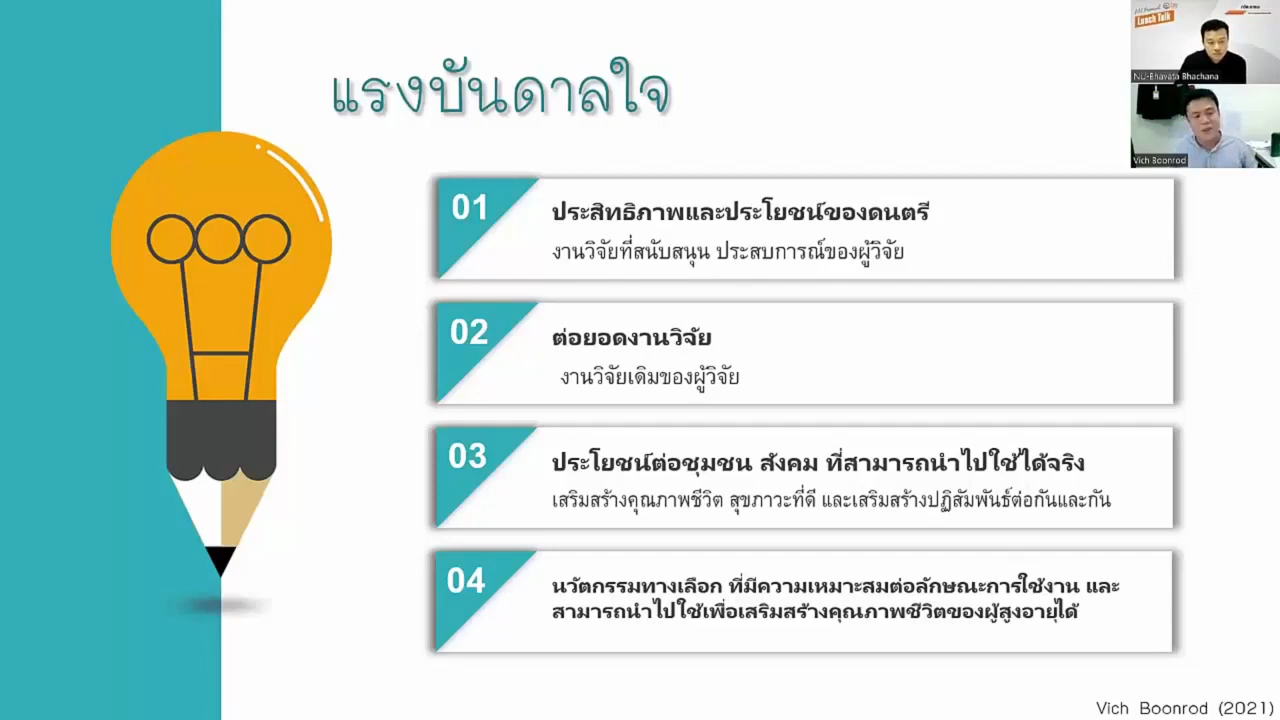 แรงบันดาลใจ
Lunch Talk
NU-Bhavata Bhachana
Vich Boonrod
01
ประสิทธิภาพและประโยชน์ของดนตรี
งานวิจัยที่สนับสนุน ประสบการณ์ของผู้วิจัย
02
ต่อยอดงานวิจัย
งานวิจัยเดิมของผู้วิจัย
03
ประโยชน์ต่อชุมชน สังคม ที่สามารถนำไปใช้ได้จริง
เสริมสร้างคุณภาพชีวิต สุขภาวะที่ดี และเสริมสร้างปฏิสัมพันธ์ต่อกันและกัน
04
นวัตกรรมทางเลือก ที่มีความเหมาะสมต่อลักษณะการใช้งาน และ
สามารถนำไปใช้เพื่อเสริมสร้างคุณภาพชีวิตของผู้สูงอายุได้
Vich Boonrod (2021)